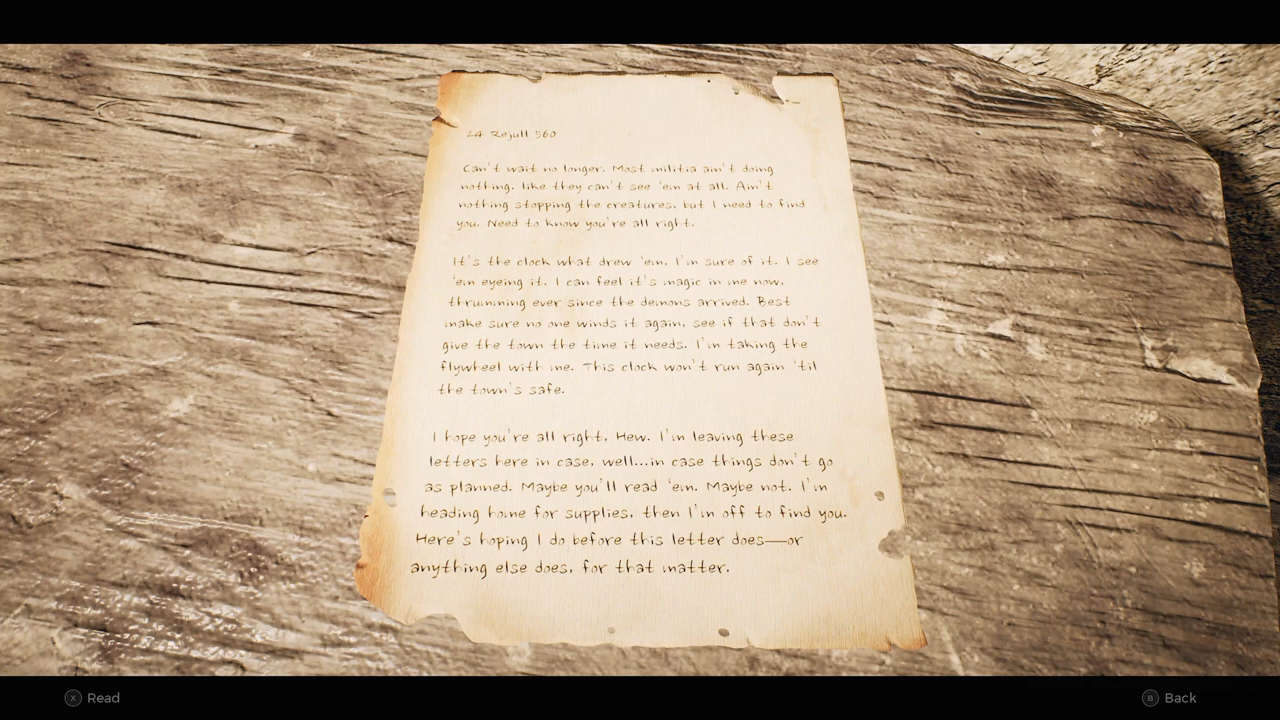 24 Rejull 560
Can't wait no longer. Most militia ain't doing
nothing, like they can't see 'em at all. Ain't
nothing stopping the creatures, but I need to find
you. Need to know you're all right.
It's the clock what drew 'em, I'm sure of it. I see
'em eyeing it. I can feel it's magic in me now,
thrumming ever since the demons arrived. Best
make sure no one winds it again, see if that don't
give the town the time it needs. I'm taking the
flywheel with me. This clock won't run again 'til
the town's safe.
I hope you're all right, Hew. I'm leaving these
letters here in case, well...in case things don't go
as planned. Maybe you'll read 'em. Maybe not. I'm
heading home for supplies, then I'm off to find you.
Here's hoping I do before this letter does—or
anything else does, for that matter.
X Read
B Back